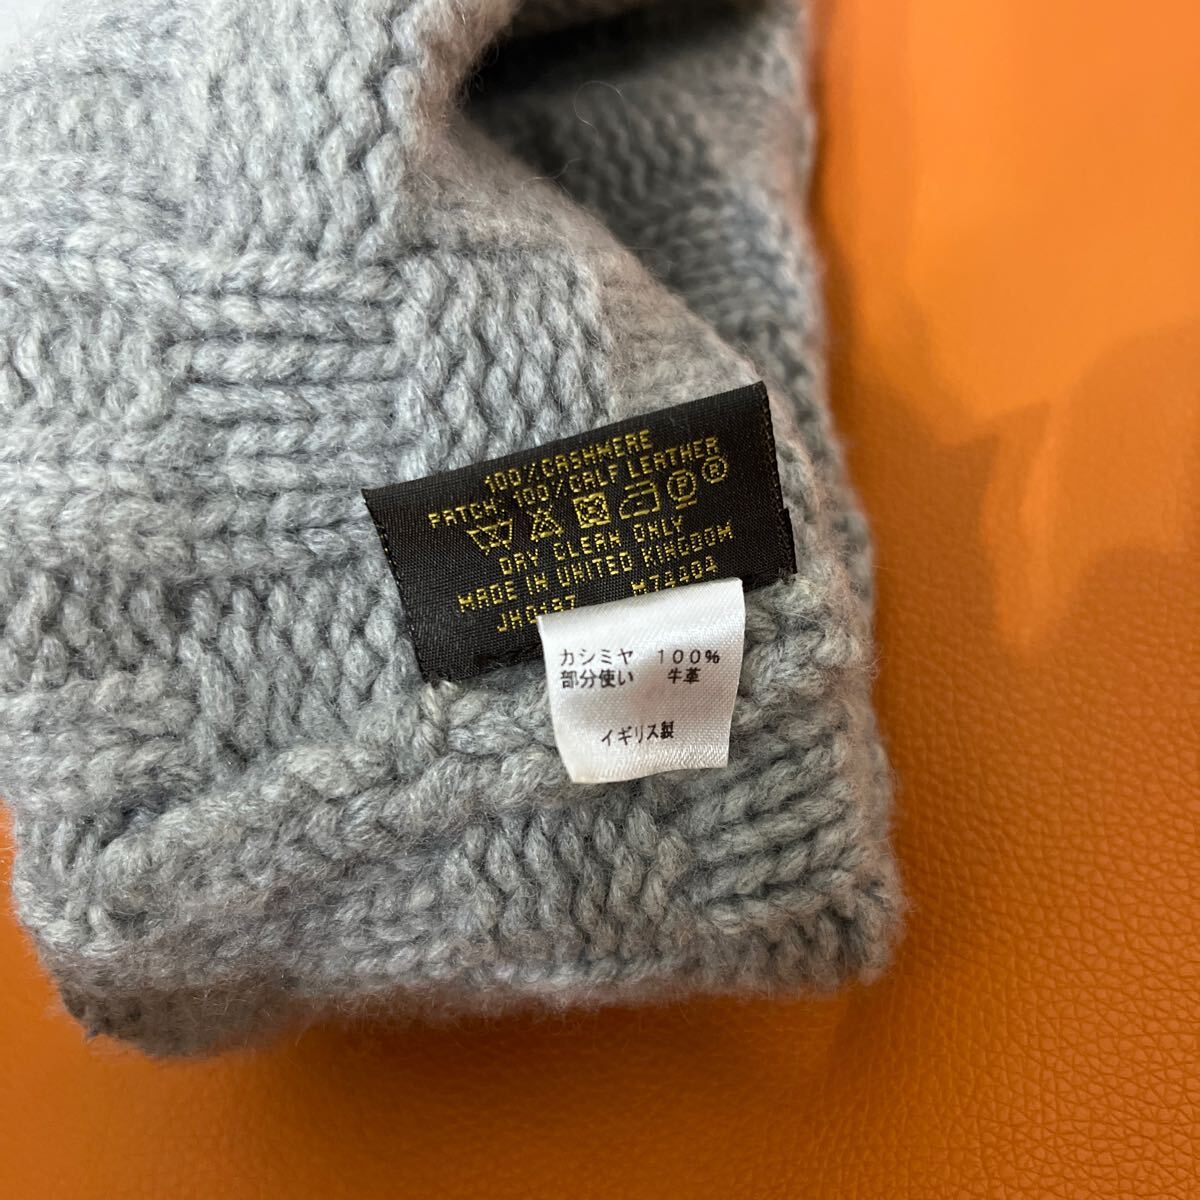 100% CASHMERE
PATCH: 100% CALF LEATHER
DRY CLEAN ONLY
MADE IN UNITED KINGDOM
カシミヤ 100%
部分使い 牛革
イギリス製